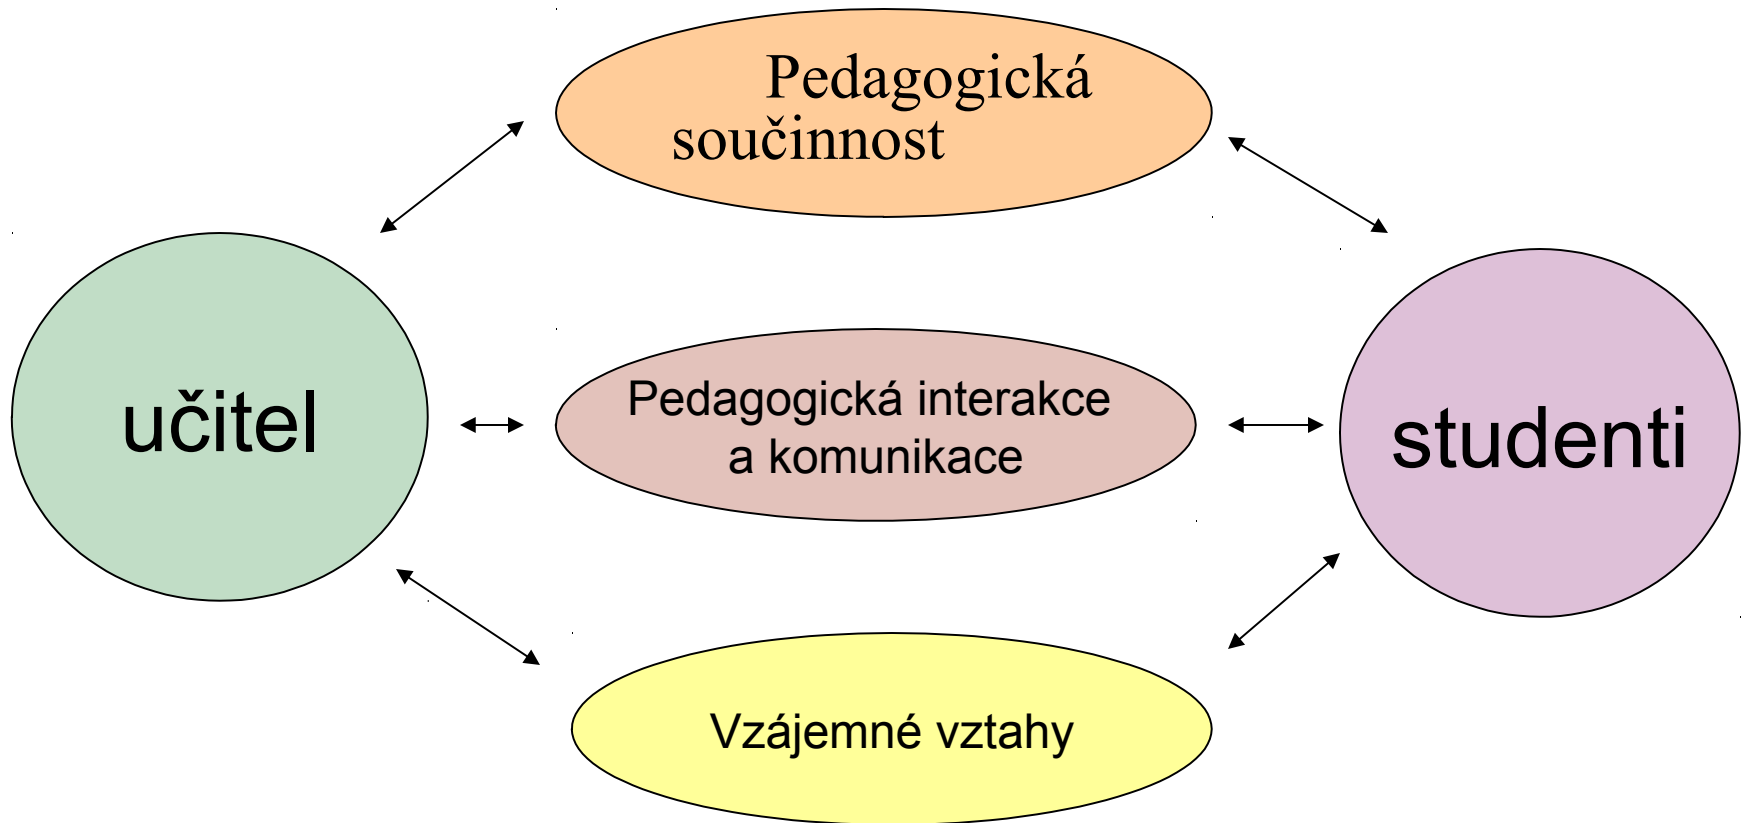 Pedagogická
součinnost
učitel
Pedagogická interakce
a komunikace
studenti
Vzájemné vztahy